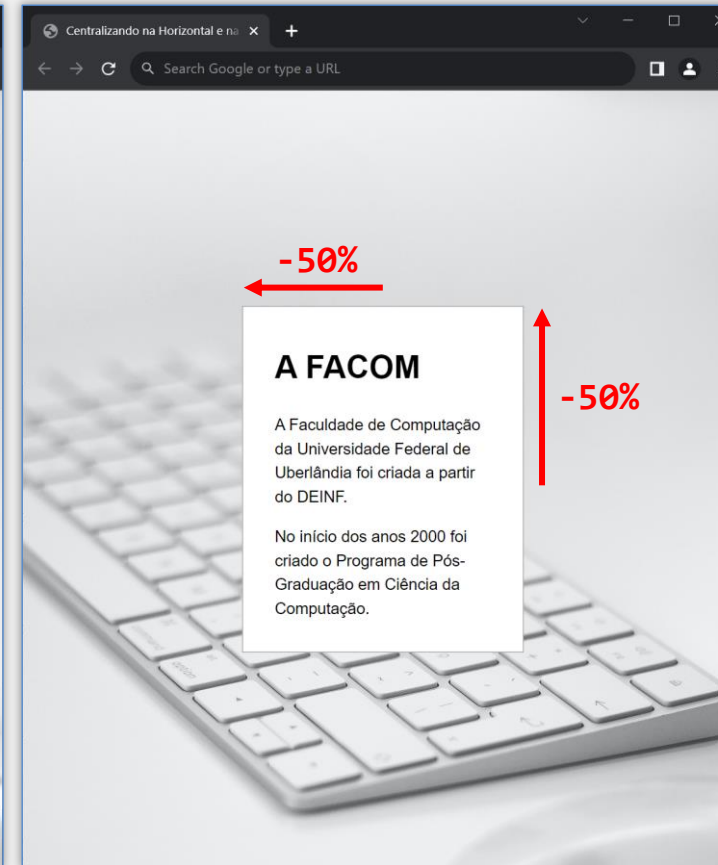 Centralizando na Horizontal e na
Search Google or type a URL
-50%
-50%
A FACOM
A Faculdade de Computação
da Universidade Federal de
Uberlândia foi criada a partir
do DEINF.
No início dos anos 2000 foi
criado o Programa de Pós-
Graduação em Ciência da
Computação.
command
option